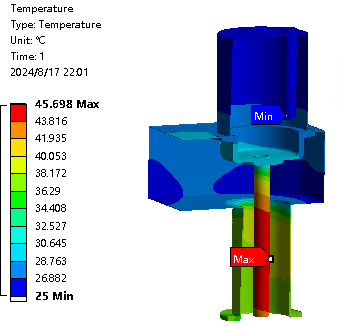 Temperature
Type: Temperature
Unit: °C
Time: 1
2024/8/17 22:01
45.698 Max
43.816
41.935
40.053
38.172
36.29
34.408
32.527
30.645
28.763
26.882
25 Min
Min
Max